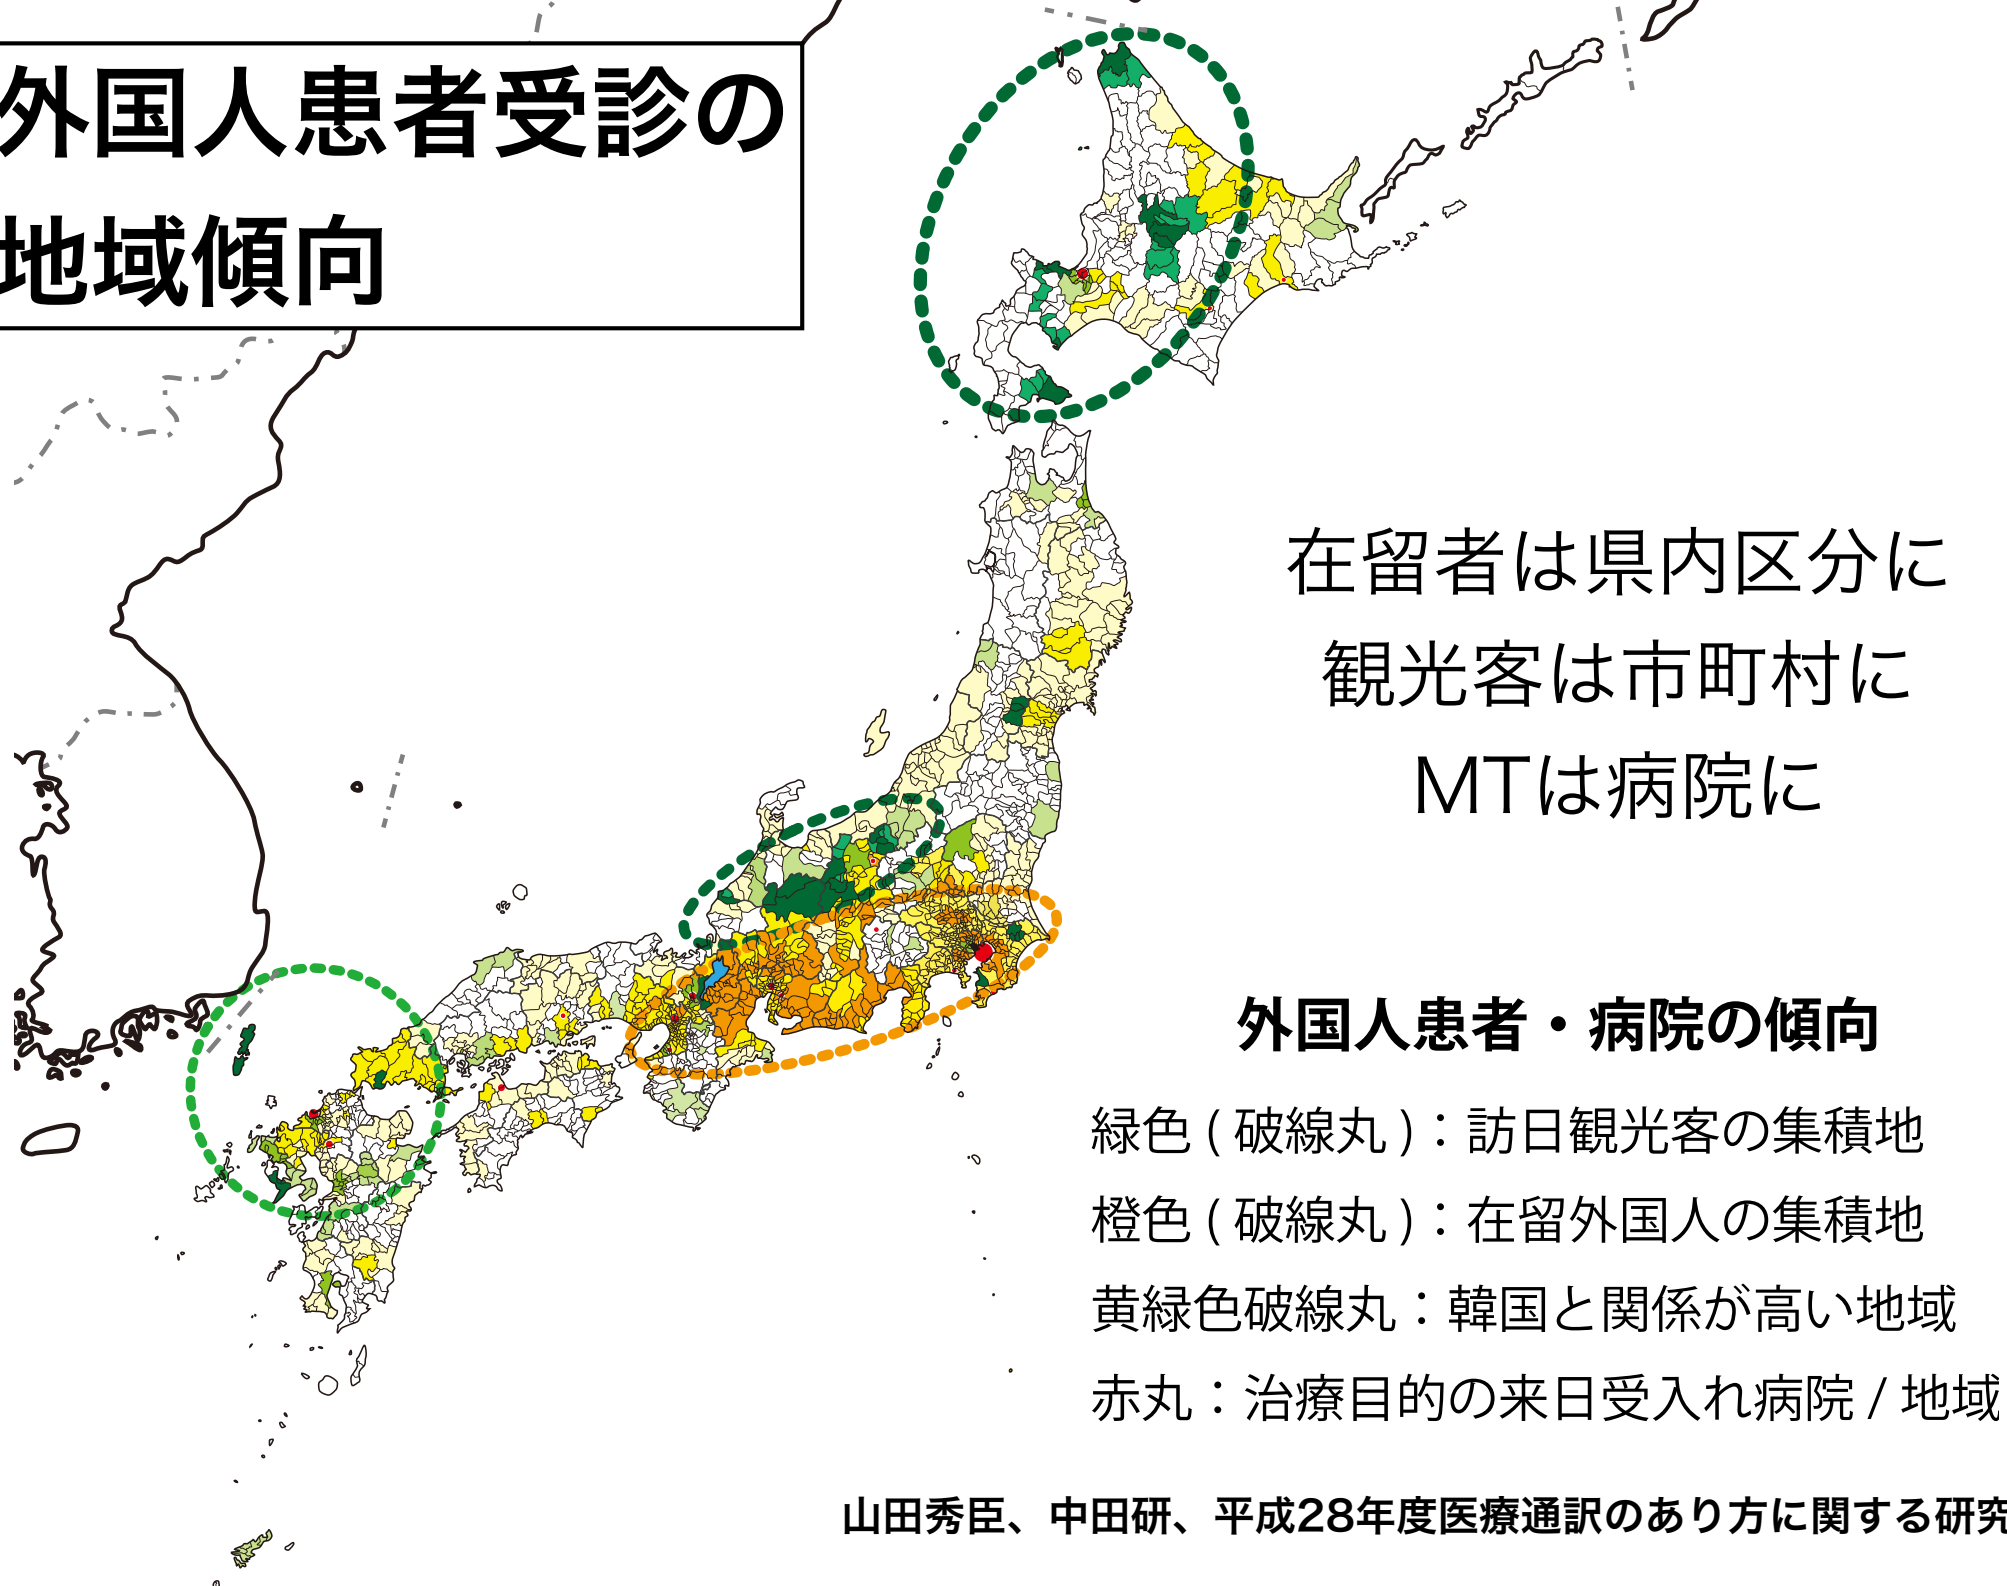 外国人患者受診の
地域傾向
在留者は県内区分に
観光客は市町村に
MTは病院に
外国人患者・病院の傾向
緑色(破線丸)：訪日観光客の集積地
橙色(破線丸)：在留外国人の集積地
黄緑色破線丸：韓国と関係が高い地域
赤丸：治療目的の来日受入れ病院/地域
山田秀臣、中田研、平成28年度医療通訳のあり方に関する研究